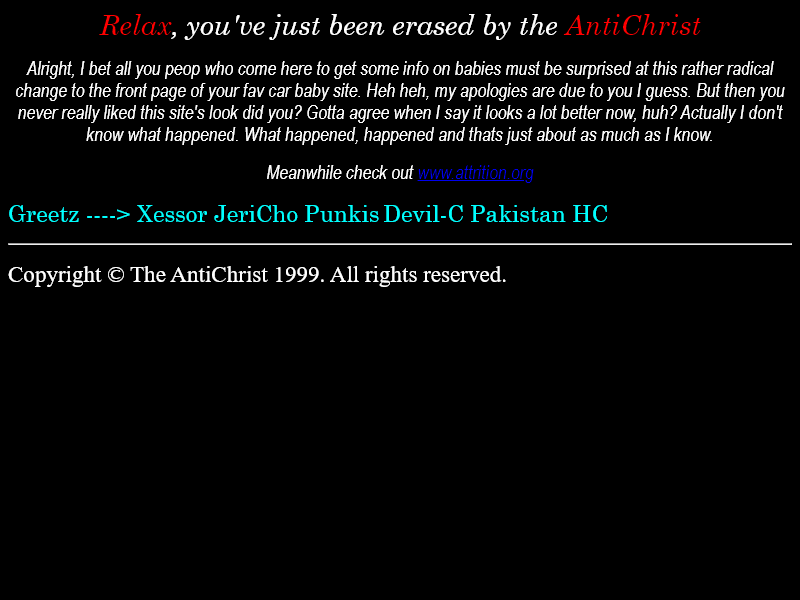 Relax, you've just been erased by the AntiChrist
Alright, I bet all you peop who come here to get some info on babies must be surprised at this rather radical
change to the front page of your fav car baby site. Heh heh, my apologies are due to you I guess. But then you
never really liked this site's look did you? Gotta agree when I say it looks a lot better now, huh? Actually I don't
know what happened. What happened, happened and thats just about as much as I know.
Meanwhile check out www.attrition.org
Greetz ----> Xessor JeriCho Punkis Devil-C Pakistan HC
Copyright © The AntiChrist 1999. All rights reserved.